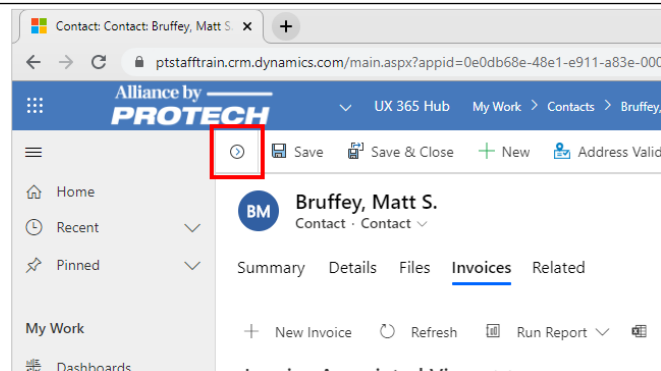 Contact: Contact: Bruffey, Matt S.
ptstafftrain.crm.dynamics.com/main.aspx?appid=0e0db68e-48e1-e911-a83e-000
Alliance by
PROTECH
UX 365 Hub My Work > Contacts > Bruffey,
Save Save & Close New Address Valid
Home
BM Bruffey, Matt S.
Contact · Contact
Recent
Pinned
Summary Details Files Invoices Related
My Work
New Invoice Refresh Run Report
Dashboards